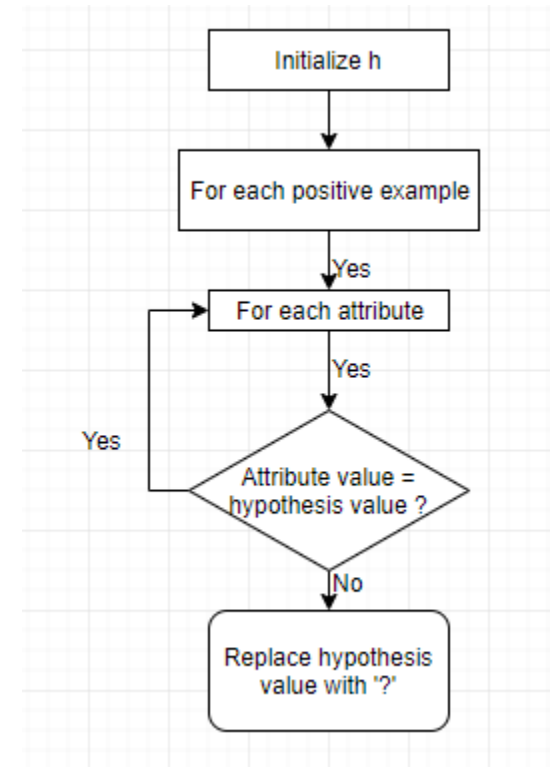 Initialize h
For each positive example
Yes
For each attribute
Yes
Yes
Attribute value =
hypothesis value ?
No
Replace hypothesis
value with '?'